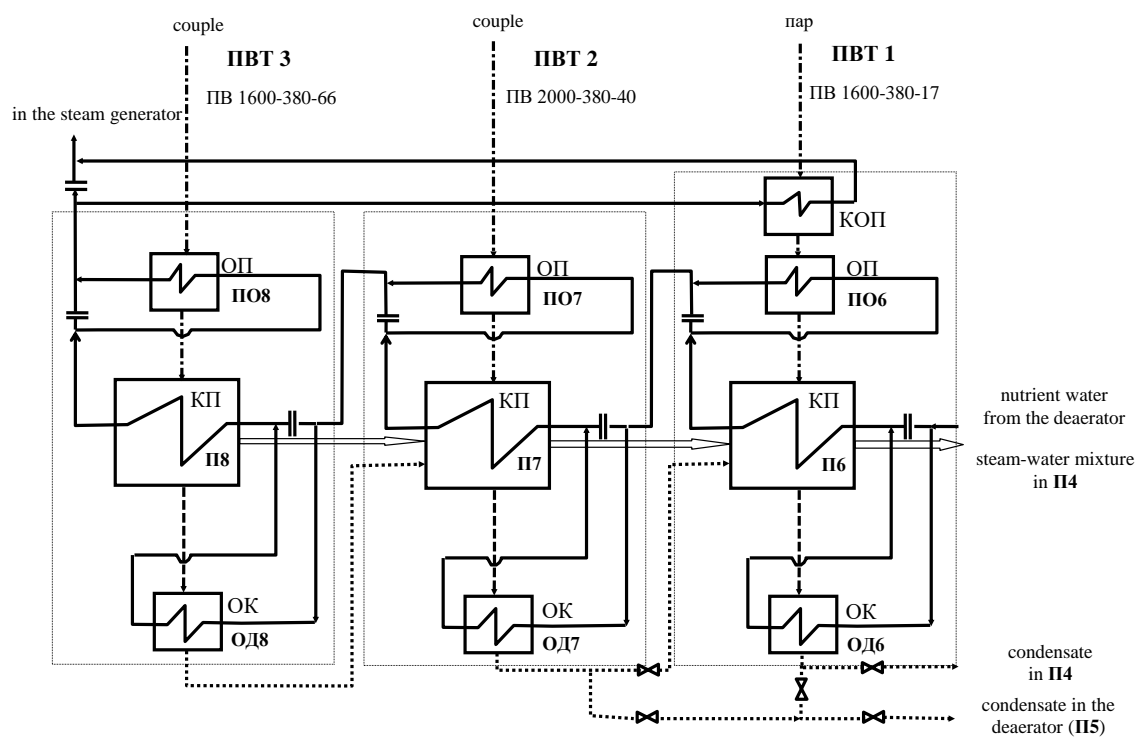 couple
couple
пар
ПВТ 3
ПВТ 2
ПВТ 1
ПВ 1600-380-66
ПВ 2000-380-40
ПВ 1600-380-17
in the steam generator
КОП
ОП
ПО8
ОП
ПО7
ОП
ПО6
КП
П8
КП
П7
КП
П6
nutrient water
from the deaerator
steam-water mixture
in П4
ОК
ОД8
ОК
ОД7
ОК
ОД6
condensate
in П4
condensate in the
deaerator (П5)